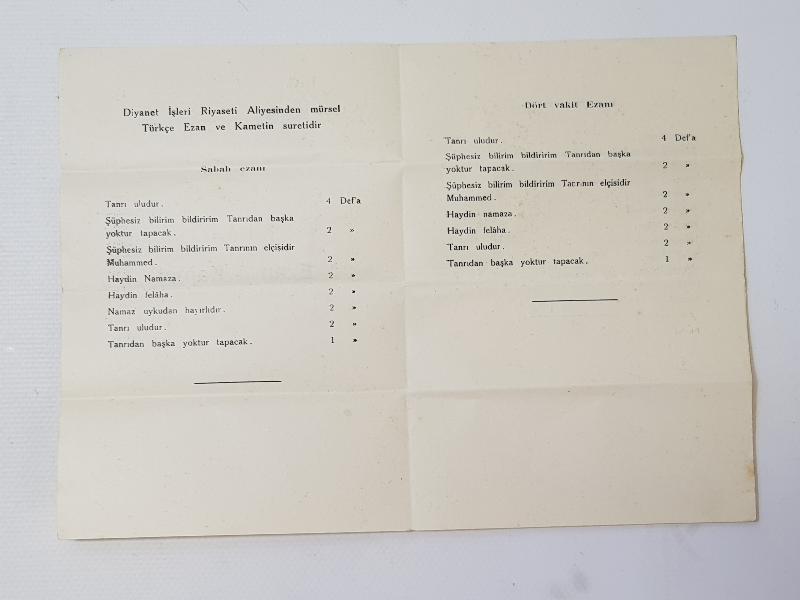 Diyanet İşleri Riyaseti Aliyesinden mürsel
Türkçe Ezan ve Kametin suretidir
Sabah ezanı
Tanrı uludur. 4 Def'a
Şüphesiz bilirim bildiririm Tanrıdan başka
yoktur tapacak. 2 »
Şüphesiz bilirim bildiririm Tanrının elçisidir
Muhammed. 2 »
Haydin Namaza. 2 »
Haydin felâha. 2 »
Namaz uykudan hayırlıdır. 2 »
Tanrı uludur. 2 »
Tanrıdan başka yoktur tapacak. 1 »
Dört vakit Ezanı
Tanrı uludur. 4 Def'a
Şüphesiz bilirim bildiririm Tanrıdan başka
yoktur tapacak. 2 »
Şüphesiz bilirim bildiririm Tanrının elçisidir
Muhammed. 2 »
Haydin namaza. 2 »
Haydin felâha. 2 »
Tanrı uludur. 2 »
Tanrıdan başka yoktur tapacak. 1 »